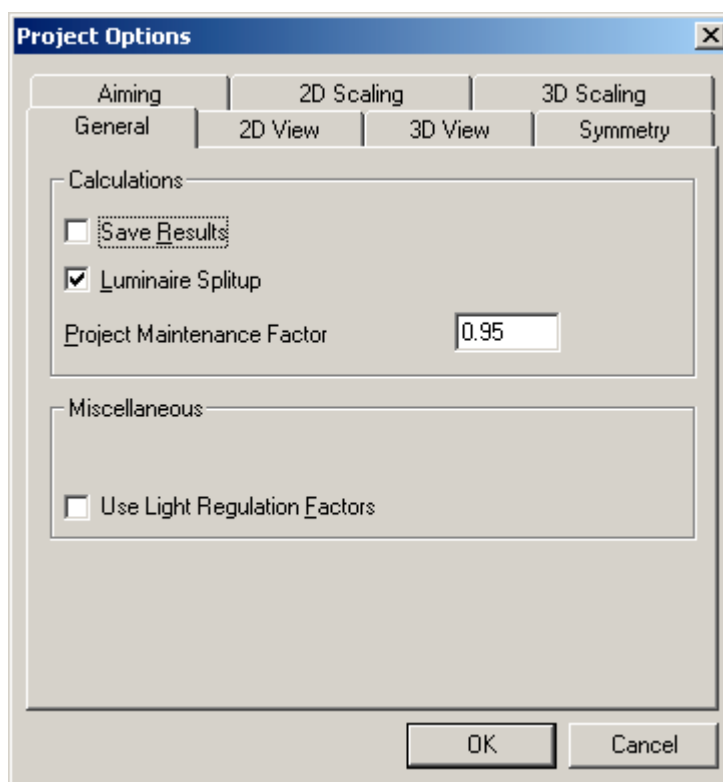 Project Options
Aiming 2D Scaling 3D Scaling
General 2D View 3D View Symmetry
Calculations
Save Results
Luminaire Splitup
Project Maintenance Factor 0.95
Miscellaneous
Use Light Regulation Factors
OK Cancel